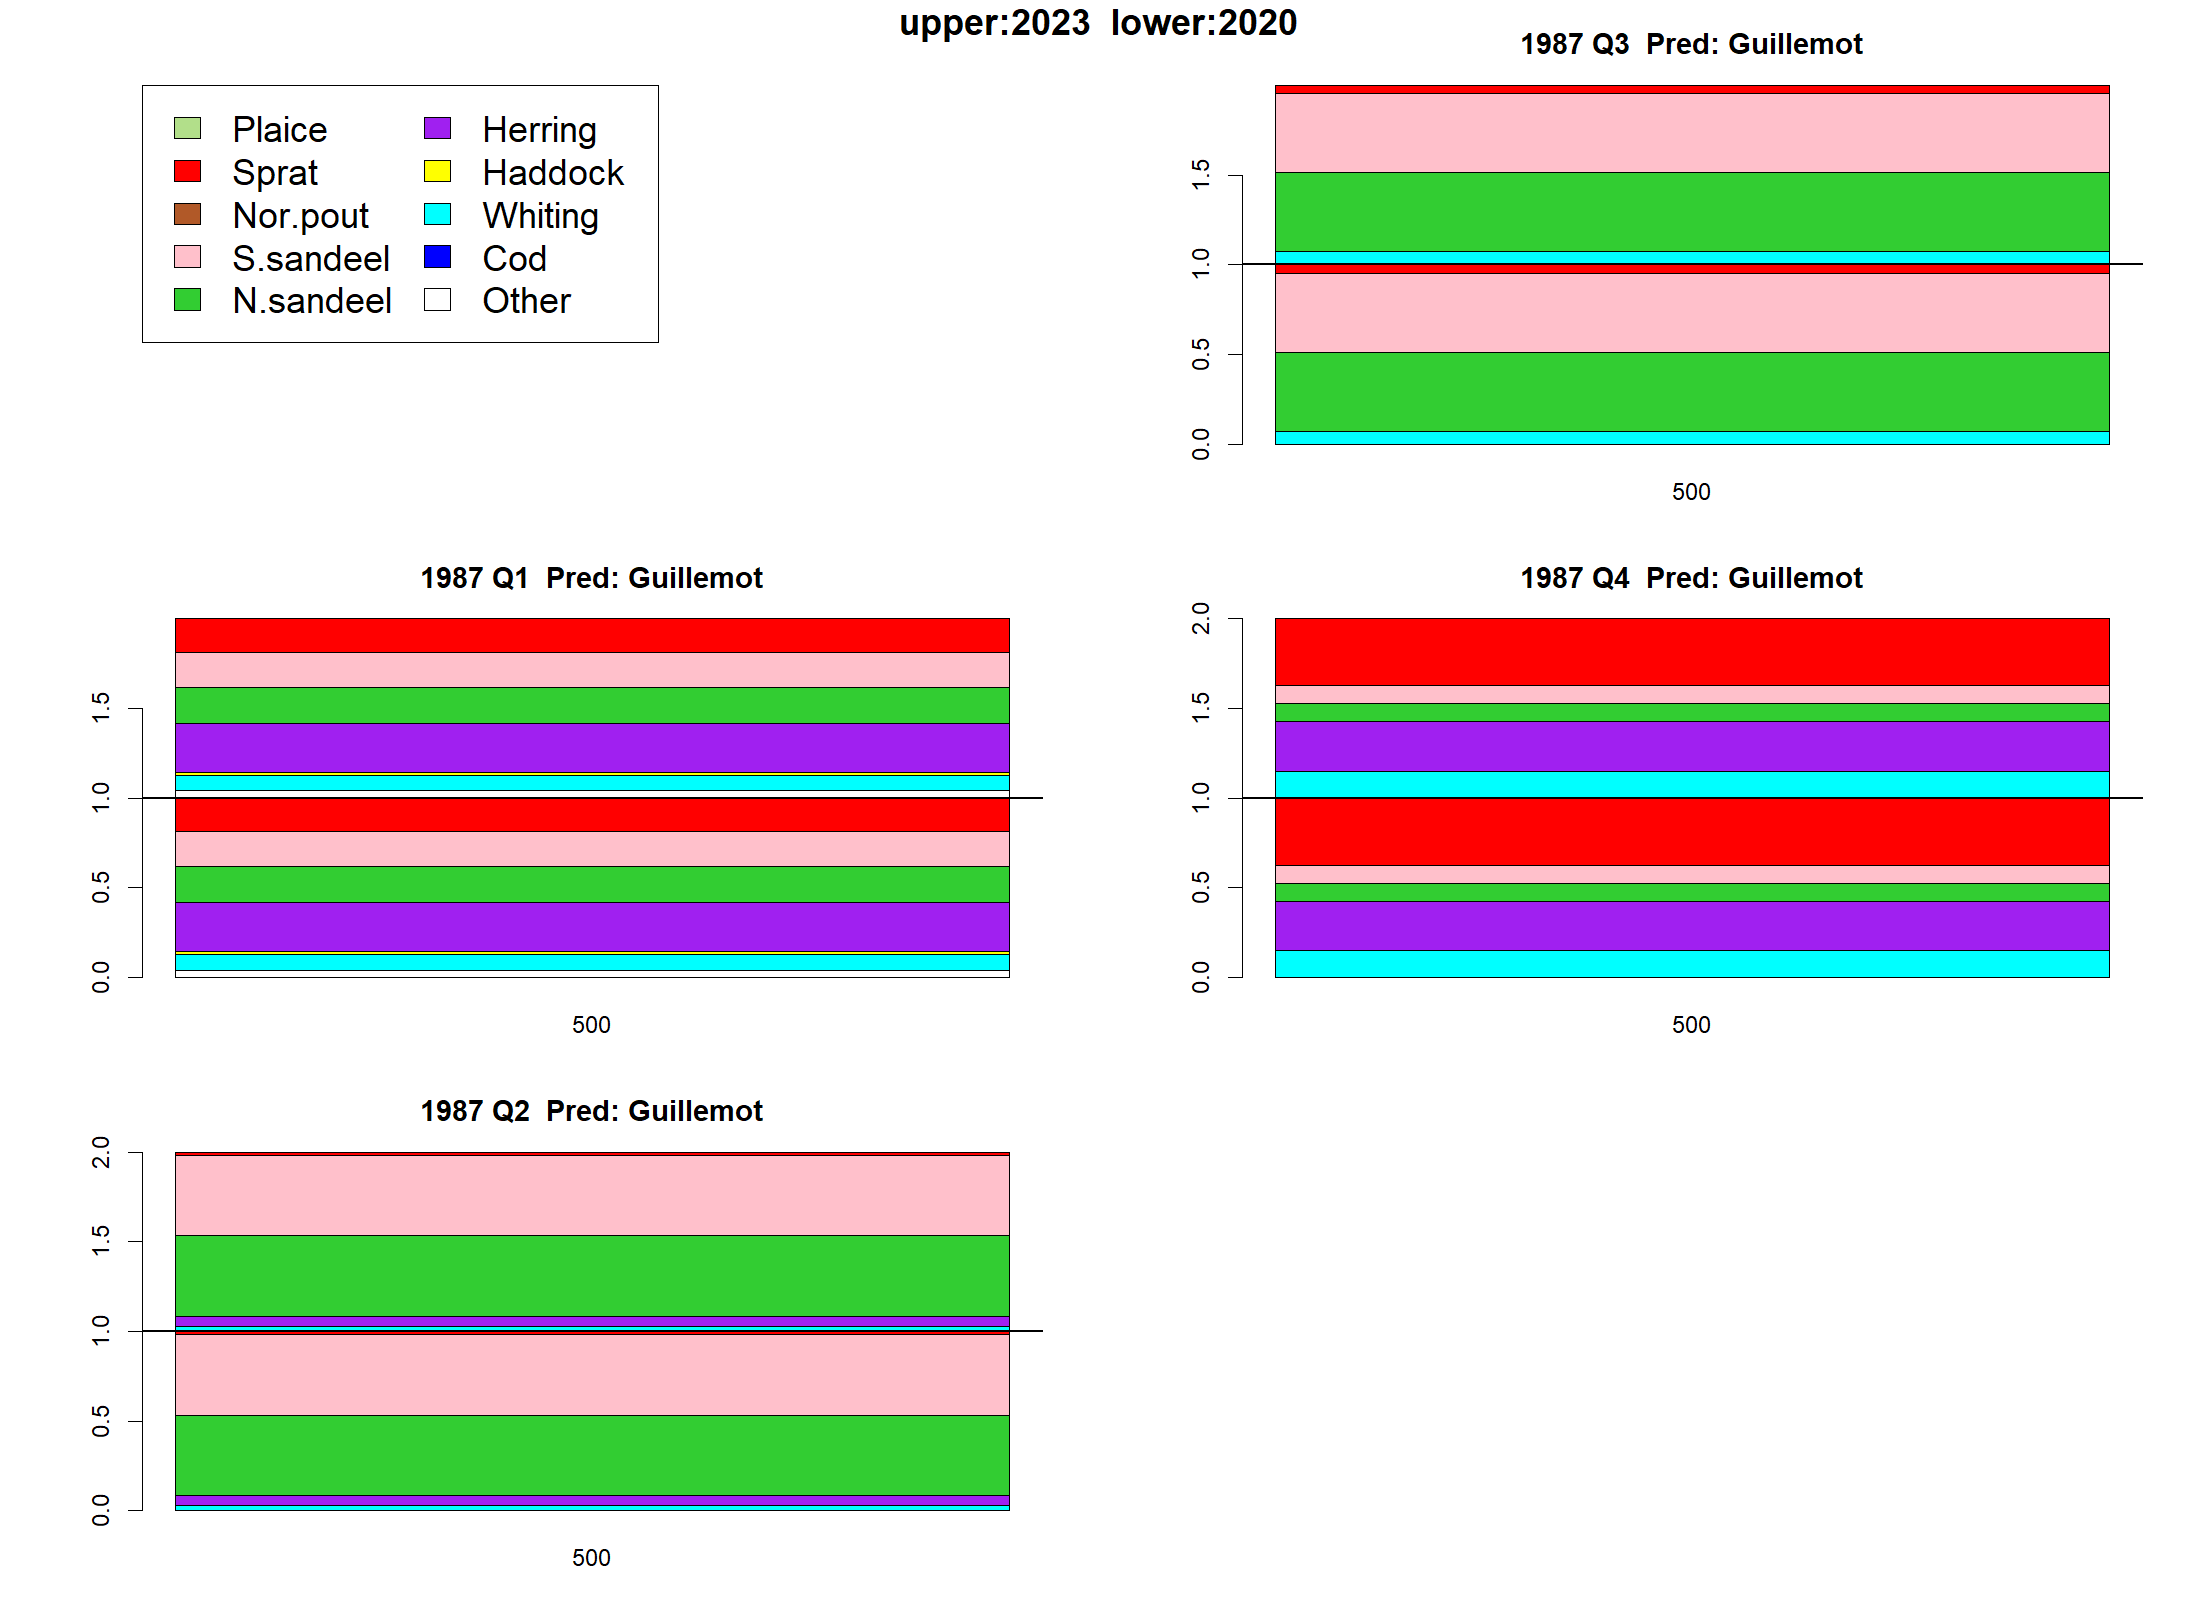 upper:2023  lower:2020
Plaice
Sprat
Nor.pout
S.sandeel
N.sandeel
Herring
Haddock
Whiting
Cod
Other
1987 Q3  Pred: Guillemot
1.5
1.0
0.5
0.0
500
1987 Q1  Pred: Guillemot
1.5
1.0
0.5
0.0
500
1987 Q4  Pred: Guillemot
2.0
1.5
1.0
0.5
0.0
500
1987 Q2  Pred: Guillemot
2.0
1.5
1.0
0.5
0.0
500